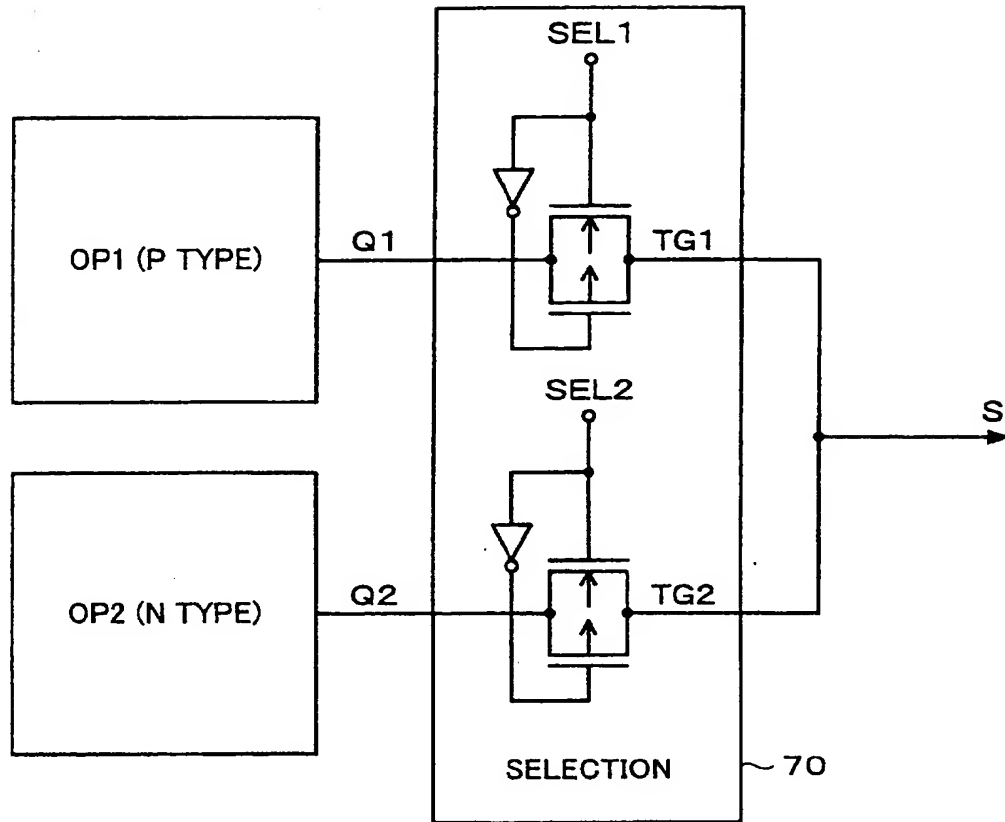 SEL1
OP1 (P TYPE)
Q1
TG1
SEL2
S
OP2 (N TYPE)
Q2
TG2
SELECTION
70